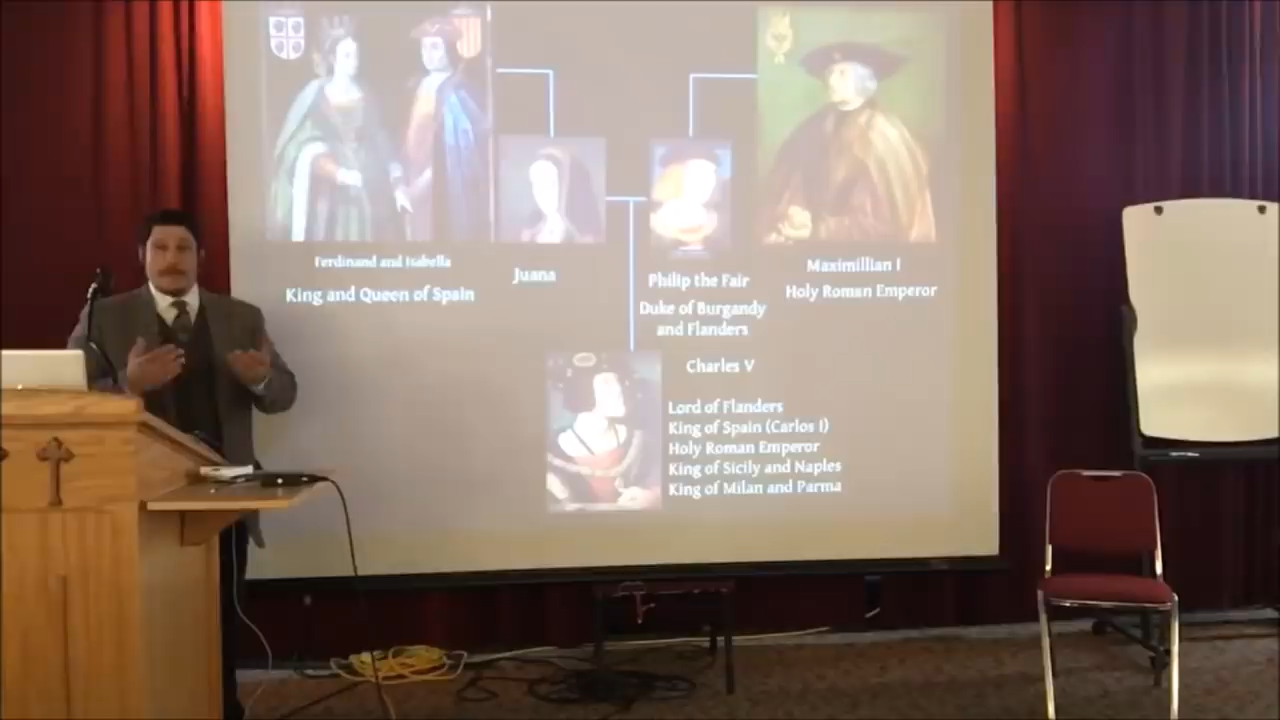 Ferdinand and Isabella
King and Queen of Spain
Juana
Philip the Fair
Duke of Burgandy
and Flanders
Maximillian I
Holy Roman Emperor
Charles V
Lord of Flanders
King of Spain (Carlos I)
Holy Roman Emperor
King of Sicily and Naples
King of Milan and Parma